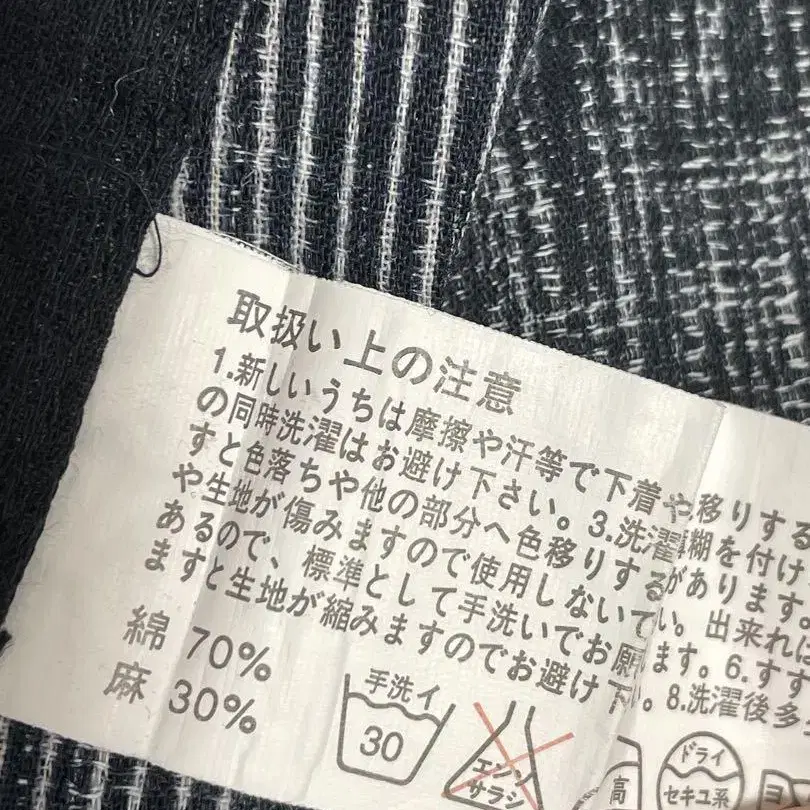 取扱い上の注意
1.新しいうちは摩擦や汗等で下着や移りする
の同時洗濯はお避け下さい。3.洗濯糊を付け
すと色落ちや他の部分へ色移りするがあります。
や生地が傷みますので使用しないで い。出来れば
あるので、標準として手洗いでお願 ます。6.すす
ますと生地が縮みますのでお避け下 い。8.洗濯後多
綿 70%
麻 30%
手洗イ
30
エンソ
サラシ
高
ドライ
セキユ系
ヨ